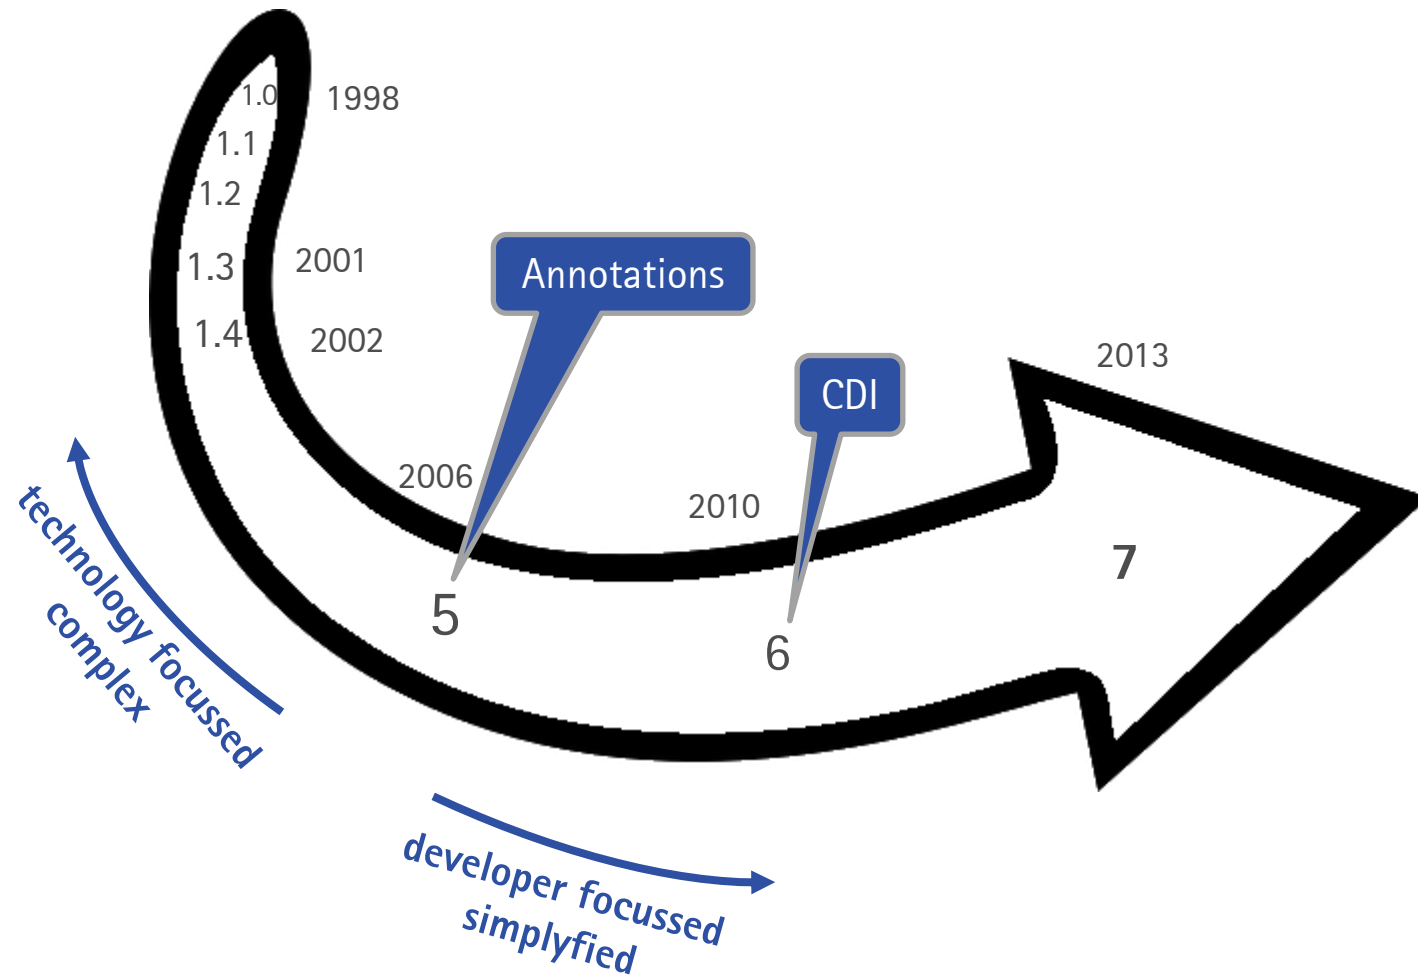 1.0
1998
1.1
1.2
1.3
2001
Annotations
1.4
2002
CDI
2013
2006
2010
5
6
7
technology focussed
complex
developer focussed
simplyfied